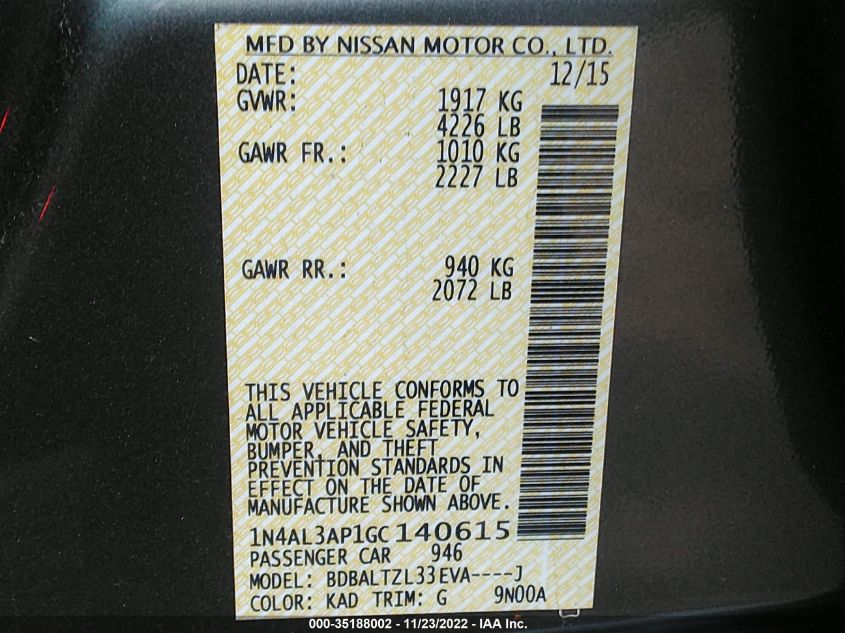 MFD BY NISSAN MOTOR CO., LTD.
DATE: 12/15
GVWR: 1917 KG
4226 LB
GAWR FR.: 1010 KG
2227 LB
GAWR RR.: 940 KG
2072 LB
THIS VEHICLE CONFORMS TO
ALL APPLICABLE FEDERAL
MOTOR VEHICLE SAFETY,
BUMPER, AND THEFT
PREVENTION STANDARDS IN
EFFECT ON THE DATE OF
MANUFACTURE SHOWN ABOVE.
1N4AL3AP1GC140615
PASSENGER CAR 946
MODEL: BDBALTZL33EVA----J
COLOR: KAD TRIM: G 9N00A
000-35188002 - 11/23/2022 - IAA Inc.